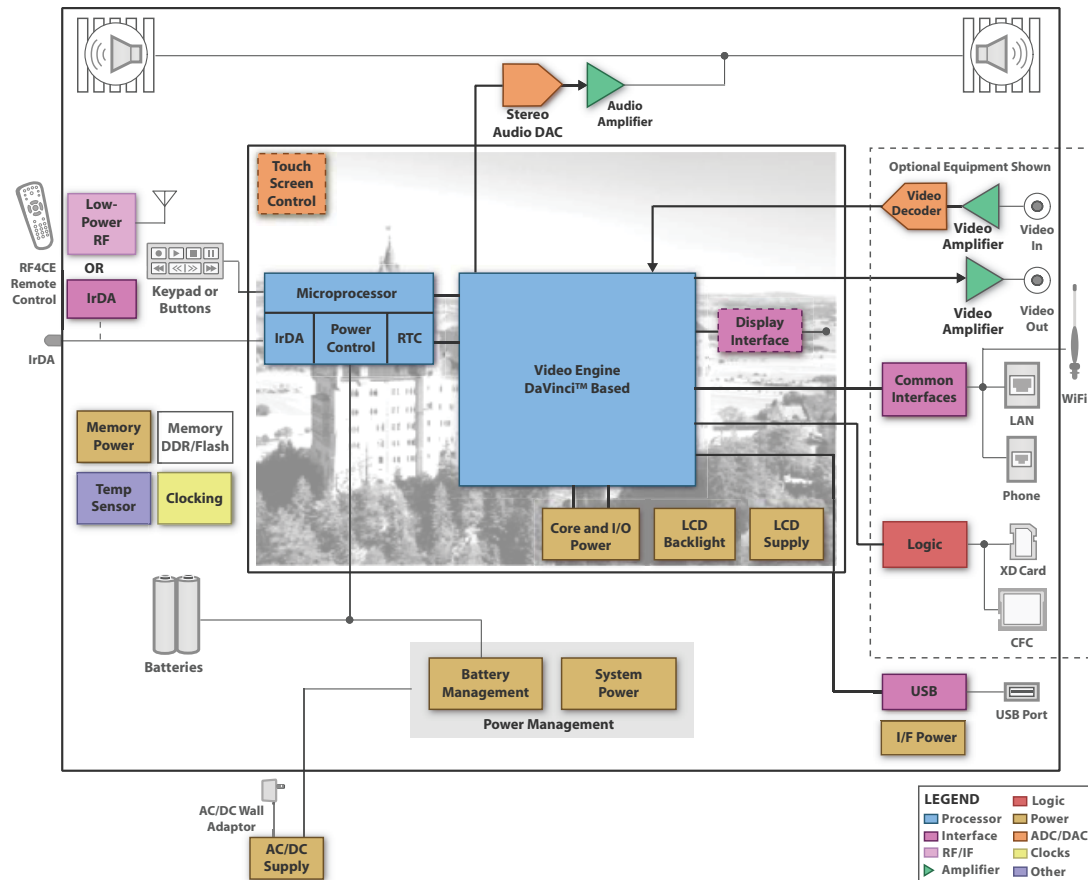 Stereo
Audio DAC
Audio
Amplifier
Touch
Screen
Control
Optional Equipment Shown
Video
Decoder
Video
Amplifier
Video
In
Low-
Power
RF
RF4CE
Remote
Control
OR
IrDA
Keypad or
Buttons
IrDA
Microprocessor
IrDA
Power
Control
RTC
Video Engine
DaVinci™ Based
Display
Interface
Video
Amplifier
Video
Out
Common
Interfaces
LAN
WiFi
Phone
Memory
Power
Memory
DDR/Flash
Temp
Sensor
Clocking
Core and I/O
Power
LCD
Backlight
LCD
Supply
Logic
XD Card
CFC
Batteries
Battery
Management
System
Power
Power Management
USB
USB Port
I/F Power
AC/DC Wall
Adaptor
AC/DC
Supply
LEGEND
Processor
Interface
RF/IF
Amplifier
Logic
Power
ADC/DAC
Clocks
Other